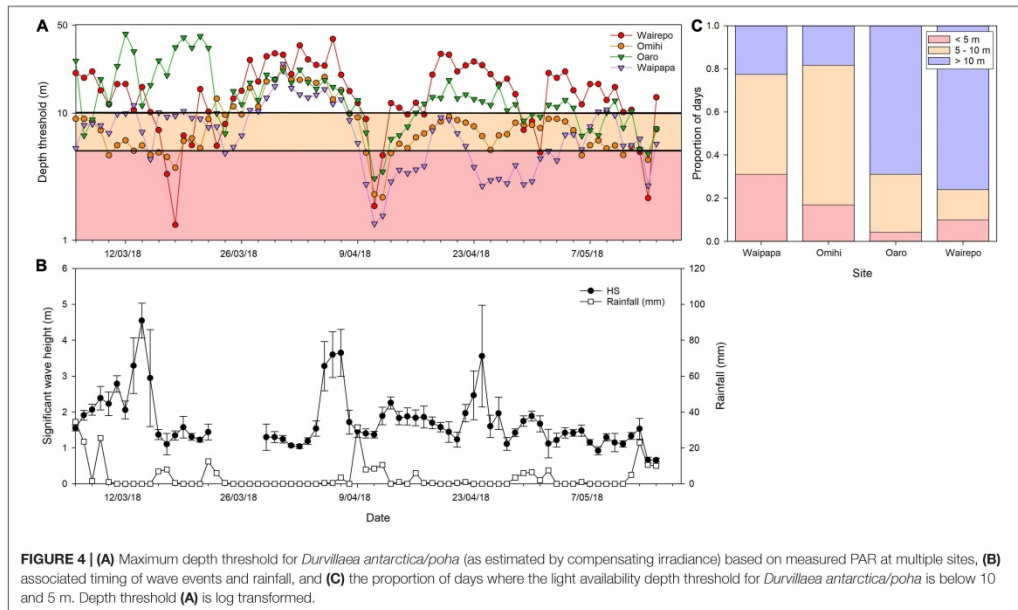 A
50
10
1
Depth threshold (m)
Wairepo
Omihi
Oaro
Waipapa
12/03/18
26/03/18
9/04/18
23/04/18
7/05/18
B
6
5
4
3
2
1
0
Significant wave height (m)
HS
Rainfall (mm)
120
100
80
60
40
20
0
Rainfall (mm)
12/03/18
26/03/18
9/04/18
23/04/18
7/05/18
Date
C
1.0
0.8
0.6
0.4
0.2
0.0
Proportion of days
< 5 m
5 - 10 m
> 10 m
Waipapa
Omihi
Oaro
Wairepo
Site
FIGURE 4 | (A) Maximum depth threshold for Durvillaea antarctica/poha (as estimated by compensating irradiance) based on measured PAR at multiple sites, (B)
associated timing of wave events and rainfall, and (C) the proportion of days where the light availability depth threshold for Durvillaea antarctica/poha is below 10
and 5 m. Depth threshold (A) is log transformed.